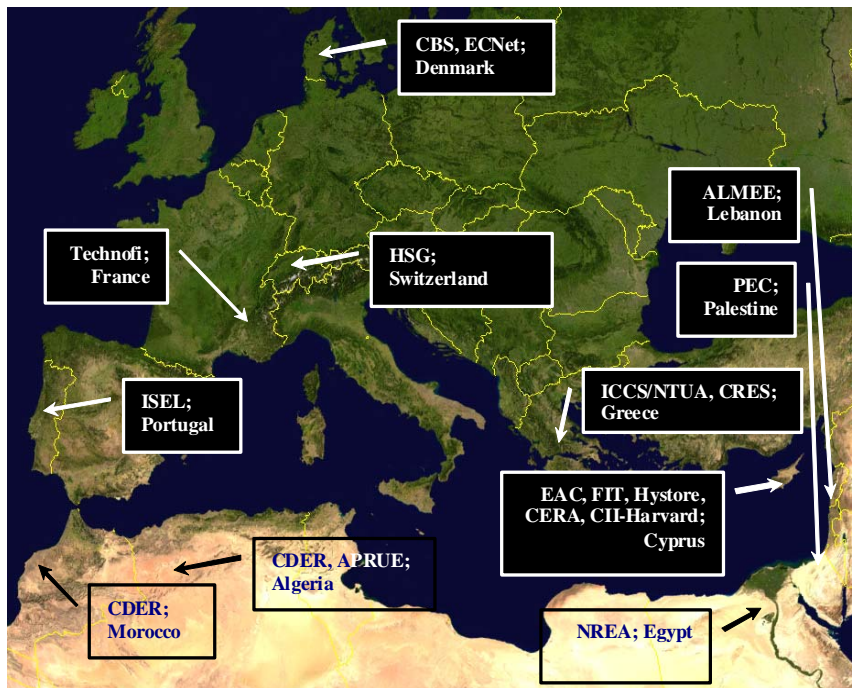 CBS, ECNet;
Denmark
ALMEE;
Lebanon
Technofi;
France
HSG;
Switzerland
PEC;
Palestine
ISEL;
Portugal
ICCS/NTUA, CRES;
Greece
EAC, FIT, Hystore,
CERA, CII-Harvard;
Cyprus
CDER, APRUE;
Algeria
CDER;
Morocco
NREA; Egypt